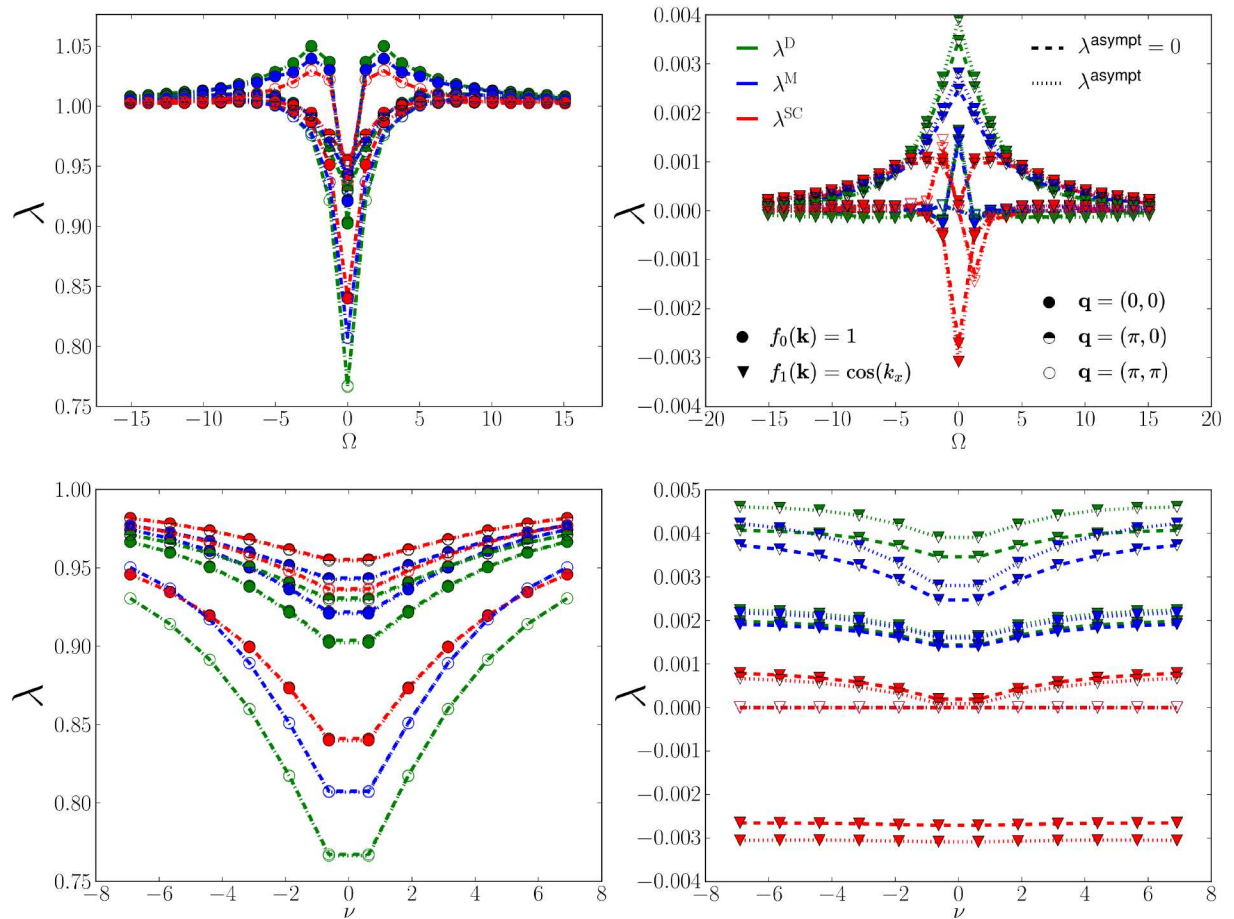 1.05
1.00
0.95
0.90
0.85
0.80
0.75
λ
−15 −10 −5 0 5 10 15
Ω
0.004
0.003
0.002
0.001
0.000
−0.001
−0.002
−0.003
−0.004
λ
−20 −15 −10 −5 0 5 10 15 20
Ω
λ^D
λ^M
λ^SC
λ^asympt = 0
λ^asympt
f₀(k) = 1
f₁(k) = cos(kₓ)
q = (0, 0)
q = (π, 0)
q = (π, π)
1.00
0.95
0.90
0.85
0.80
0.75
λ
−8 −6 −4 −2 0 2 4 6 8
ν
0.005
0.004
0.003
0.002
0.001
0.000
−0.001
−0.002
−0.003
−0.004
λ
−8 −6 −4 −2 0 2 4 6 8
ν